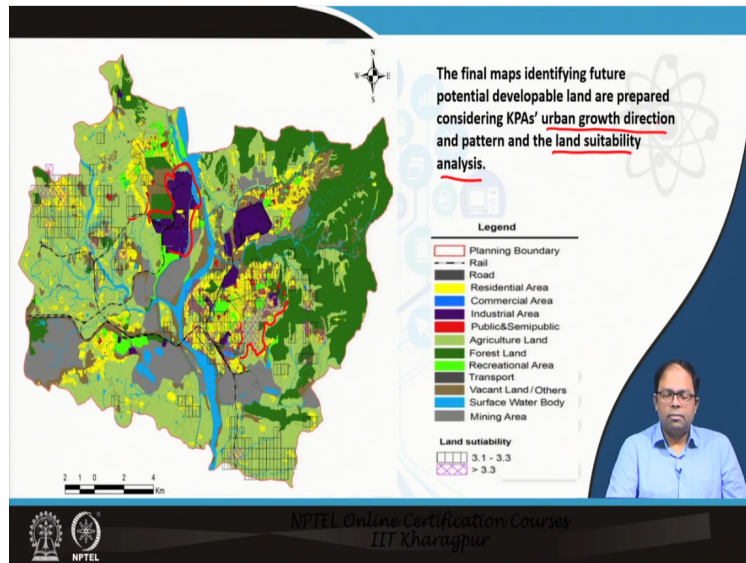 The final maps identifying future
potential developable land are prepared
considering KPAs' urban growth direction
and pattern and the land suitability
analysis.
N
W E
S
Legend
Planning Boundary
Rail
Road
Residential Area
Commercial Area
Industrial Area
Public&Semipublic
Agriculture Land
Forest Land
Recreational Area
Transport
Vacant Land/Others
Surface Water Body
Mining Area
Land sutiability
3.1 - 3.3
> 3.3
2 1 0 2 4
Km
NPTEL
NPTEL Online Certification Courses
IIT Kharagpur